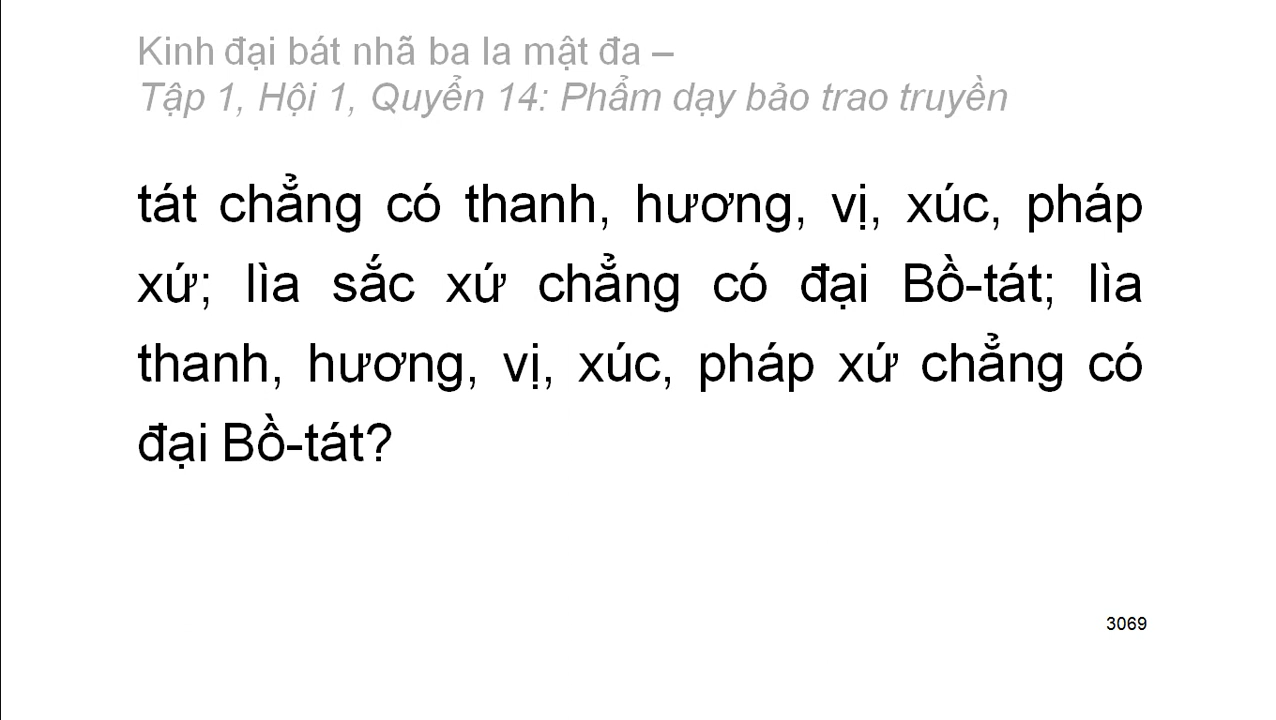 Kinh đại bát nhã ba la mật đa –
Tập 1, Hội 1, Quyển 14: Phẩm dạy bảo trao truyền
tát chẳng có thanh, hương, vị, xúc, pháp
xứ; lìa sắc xứ chẳng có đại Bồ-tát; lìa
thanh, hương, vị, xúc, pháp xứ chẳng có
đại Bồ-tát?
3069